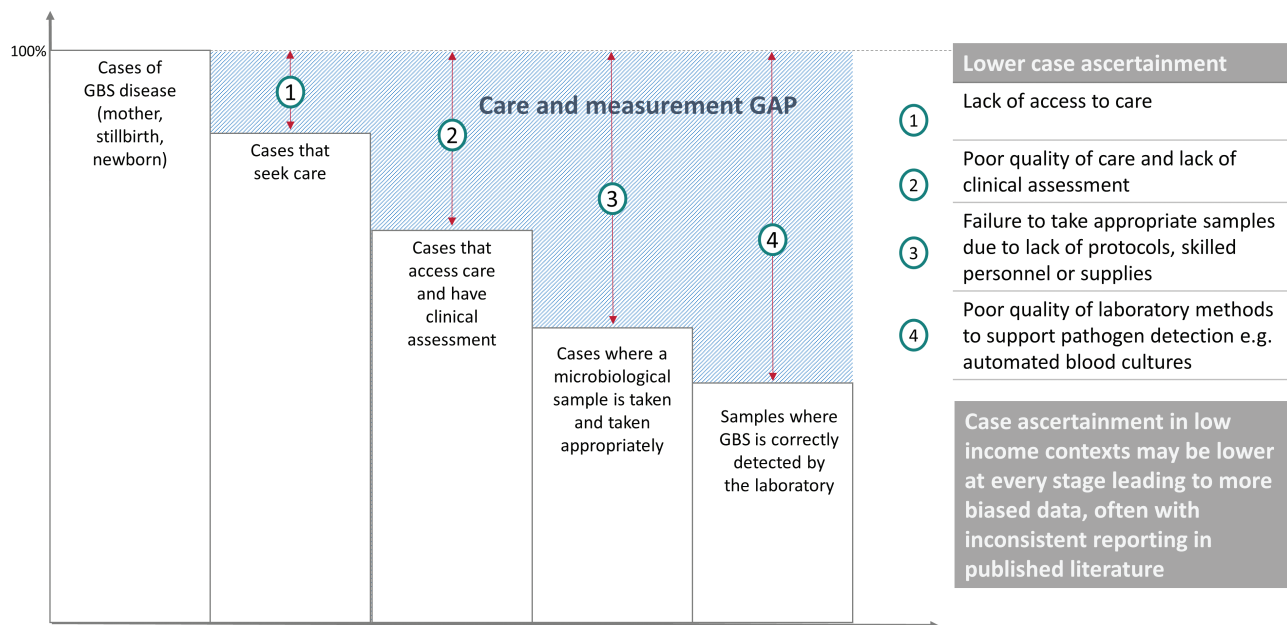 100%
Cases of
GBS disease
(mother,
stillbirth,
newborn)
1
Cases that
seek care
2
Cases that
access care
and have
clinical
assessment
Care and measurement GAP
3
Cases where a
microbiological
sample is taken
and taken
appropriately
4
Samples where
GBS is correctly
detected by
the laboratory
Lower case ascertainment
1
Lack of access to care
2
Poor quality of care and lack of
clinical assessment
3
Failure to take appropriate samples
due to lack of protocols, skilled
personnel or supplies
4
Poor quality of laboratory methods
to support pathogen detection e.g.
automated blood cultures
Case ascertainment in low
income contexts may be lower
at every stage leading to more
biased data, often with
inconsistent reporting in
published literature